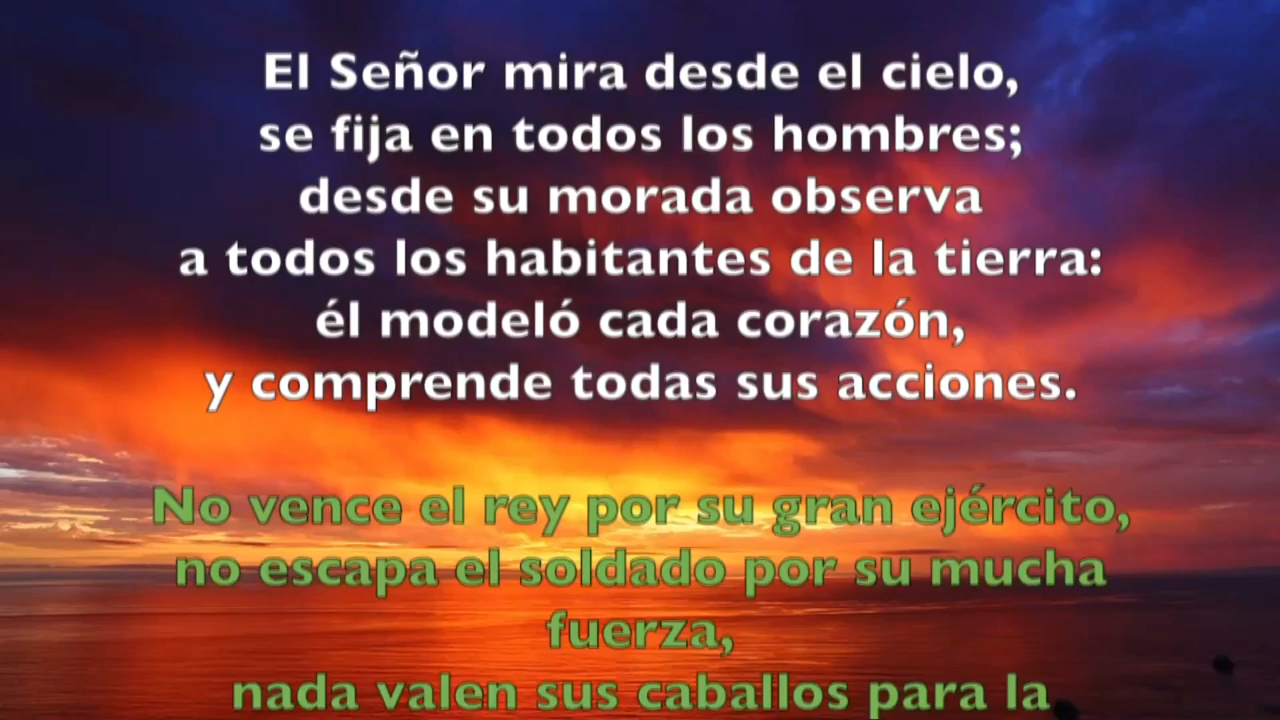 El Señor mira desde el cielo,
se fija en todos los hombres;
desde su morada observa
a todos los habitantes de la tierra:
él modeló cada corazón,
y comprende todas sus acciones.
No vence el rey por su gran ejército,
no escapa el soldado por su mucha
fuerza,
nada valen sus caballos para la